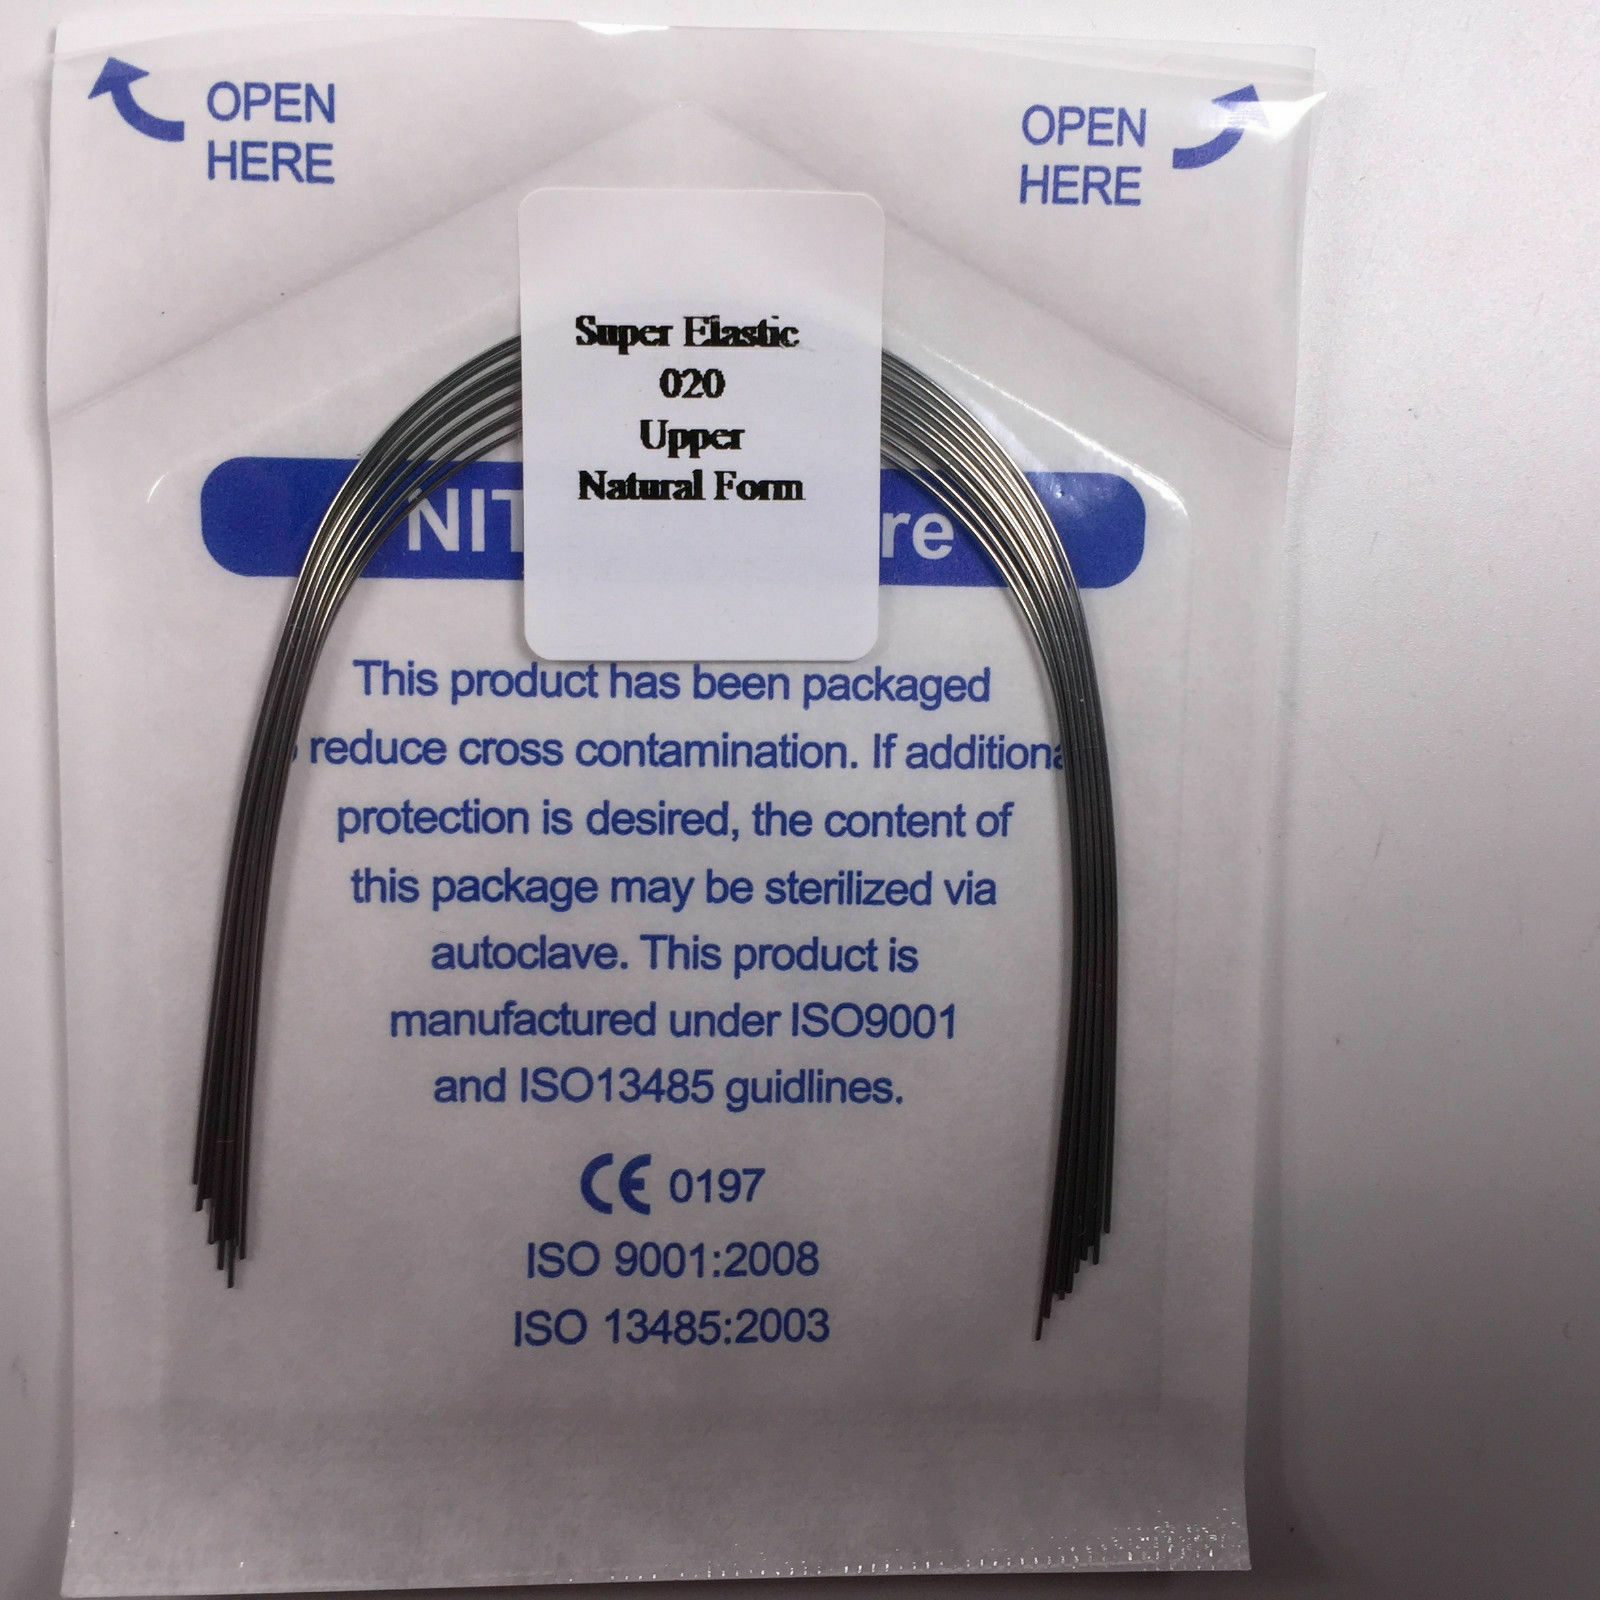 OPEN
HERE
OPEN
HERE
Super Elastic
020
Upper
Natural Form
This product has been packaged
reduce cross contamination. If
protection is desired, the content of
this package may be sterilized via
autoclave. This product is
manufactured under ISO9001
and ISO13485 guidlines.
CE 0197
ISO 9001:2008
ISO 13485:2003